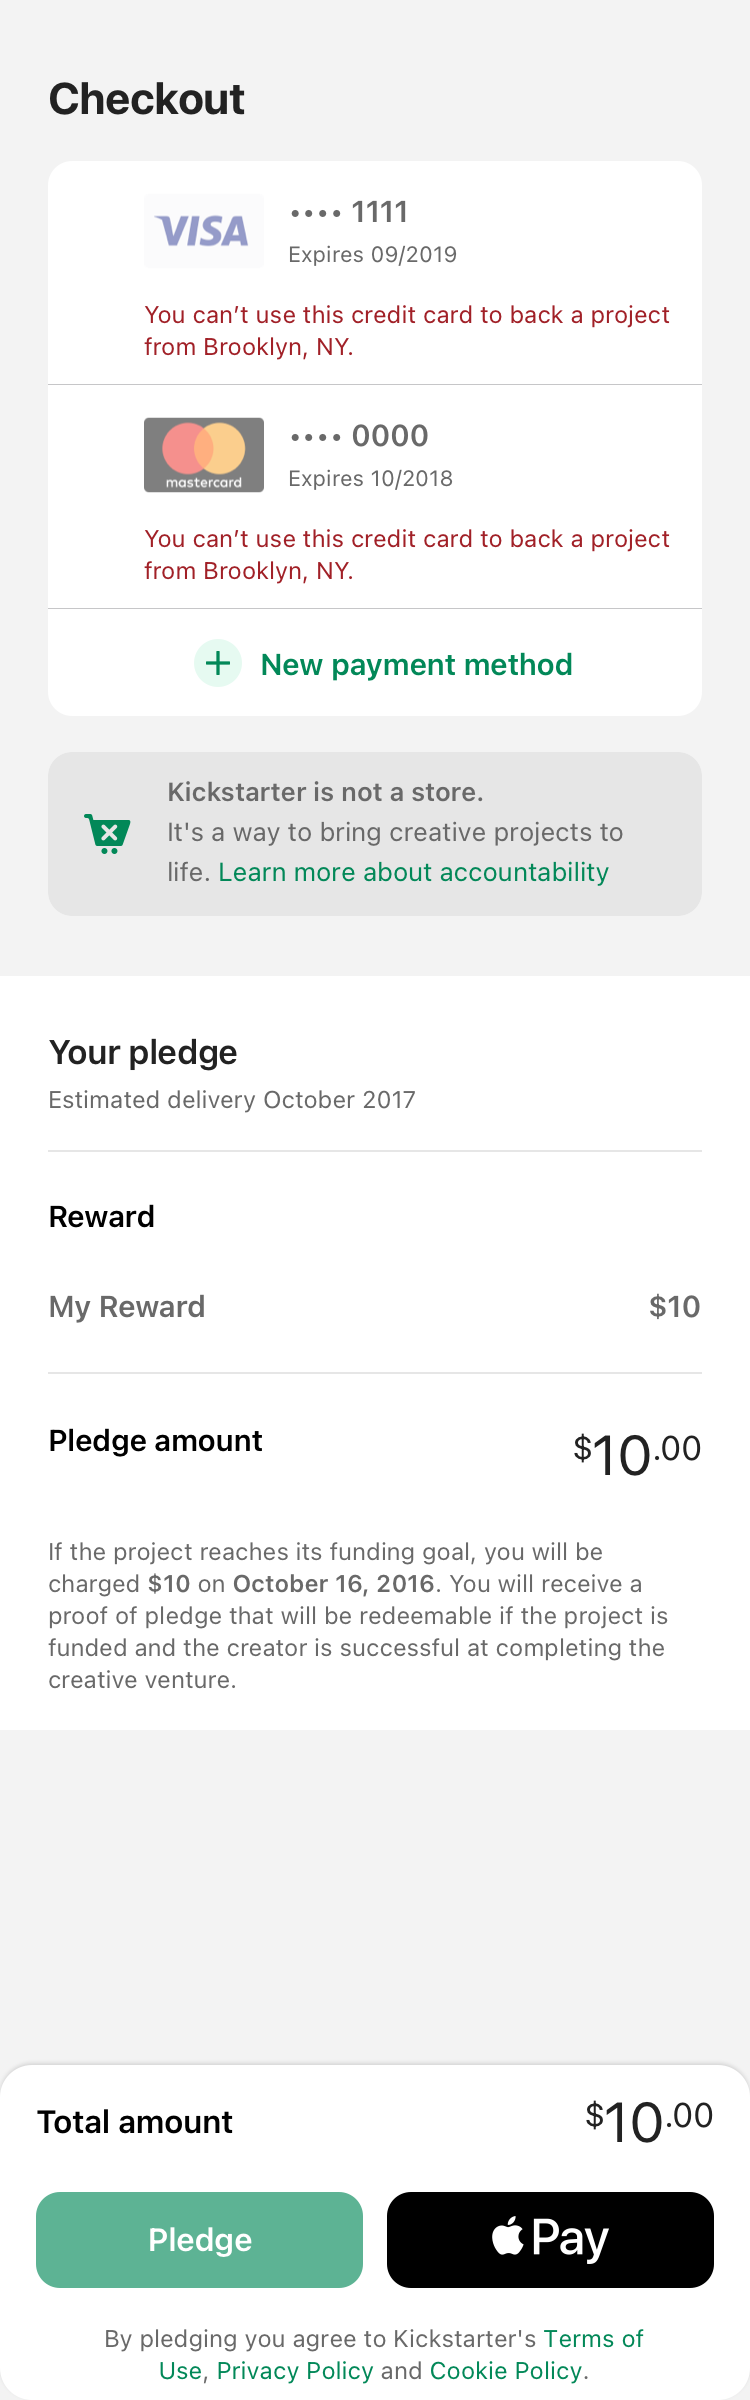 Checkout
VISA
•••• 1111
Expires 09/2019
You can’t use this credit card to back a project
from Brooklyn, NY.
mastercard
•••• 0000
Expires 10/2018
You can’t use this credit card to back a project
from Brooklyn, NY.
New payment method
Kickstarter is not a store.
It's a way to bring creative projects to
life. Learn more about accountability
Your pledge
Estimated delivery October 2017
Reward
My Reward $10
Pledge amount $10.00
If the project reaches its funding goal, you will be
charged $10 on October 16, 2016. You will receive a
proof of pledge that will be redeemable if the project is
funded and the creator is successful at completing the
creative venture.
Total amount $10.00
Pledge
Pay
By pledging you agree to Kickstarter's Terms of
Use, Privacy Policy and Cookie Policy.